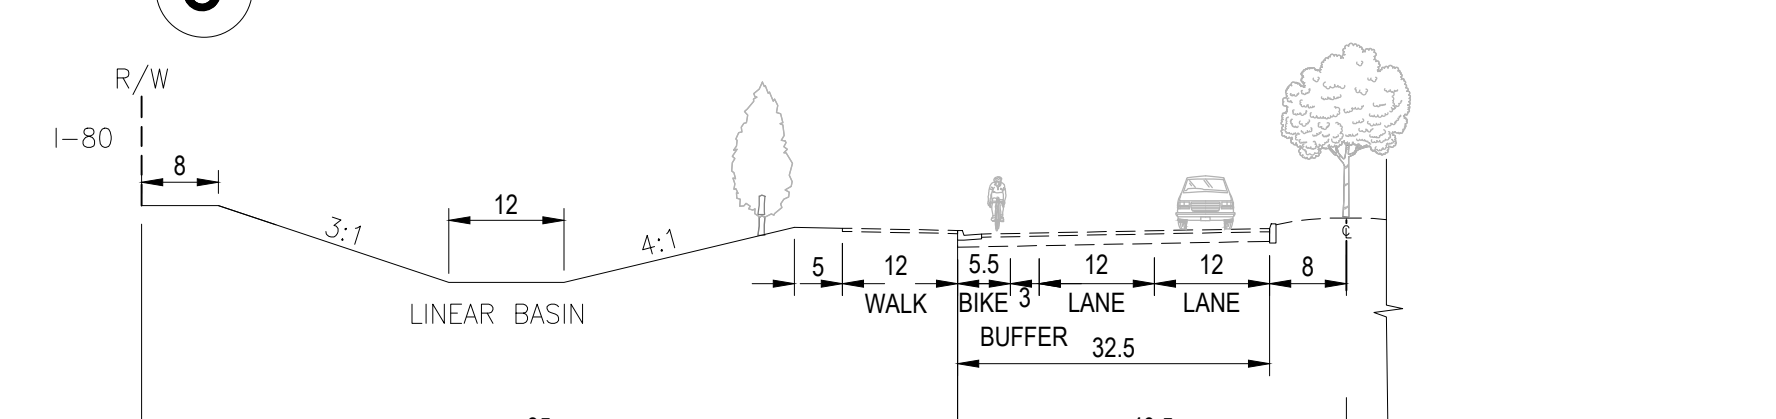 R/W
I-80
8
12
3:1
4:1
5 12 5.5 12 12 8
WALK BIKE 3 LANE LANE
LINEAR BASIN
BUFFER
32.5